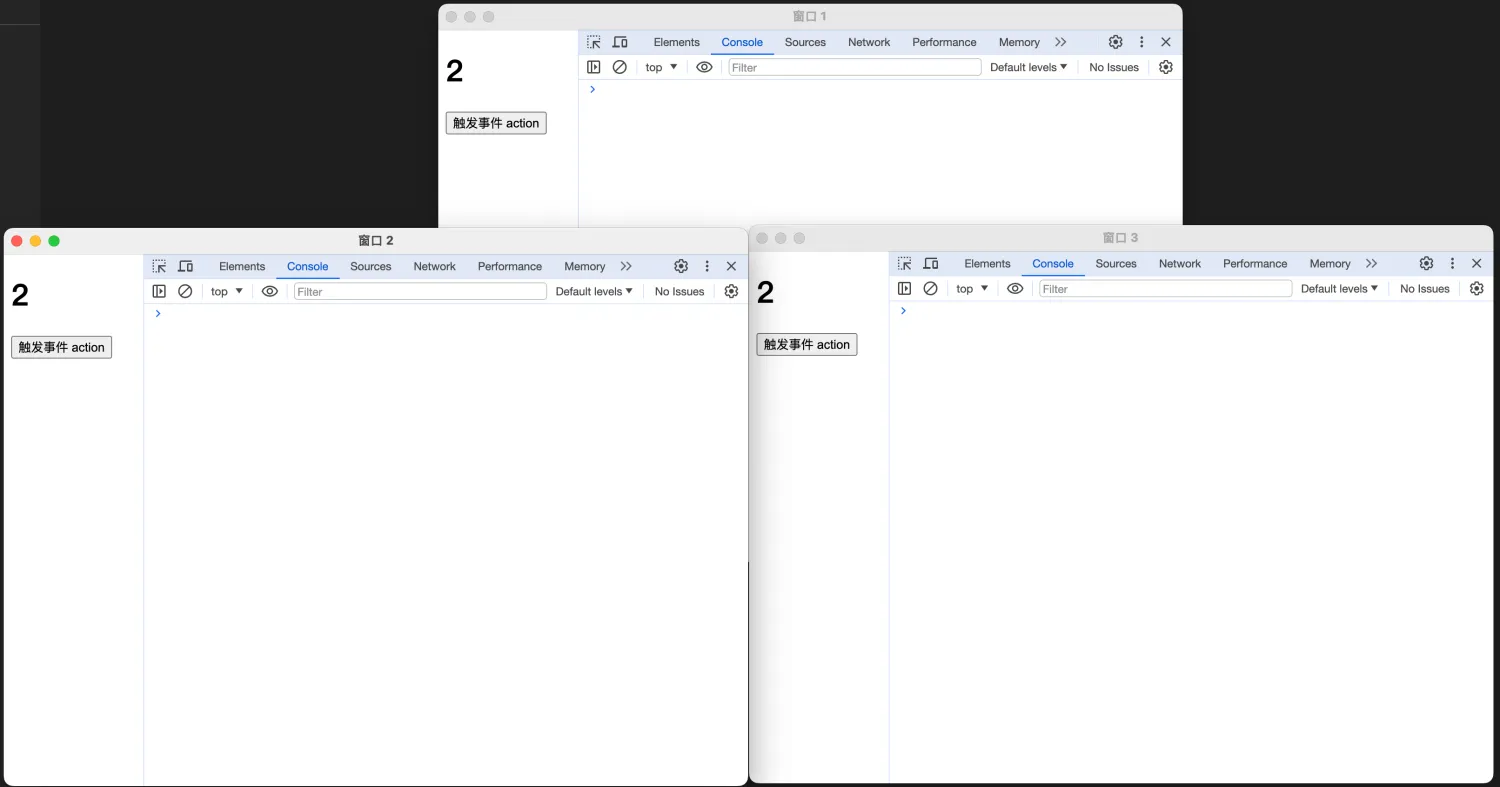 窗口 1
Elements Console Sources Network Performance Memory
top Filter Default levels No Issues
2
触发事件 action
窗口 2
Elements Console Sources Network Performance Memory
top Filter Default levels No Issues
2
触发事件 action
窗口 3
Elements Console Sources Network Performance Memory
top Filter Default levels No Issues
2
触发事件 action